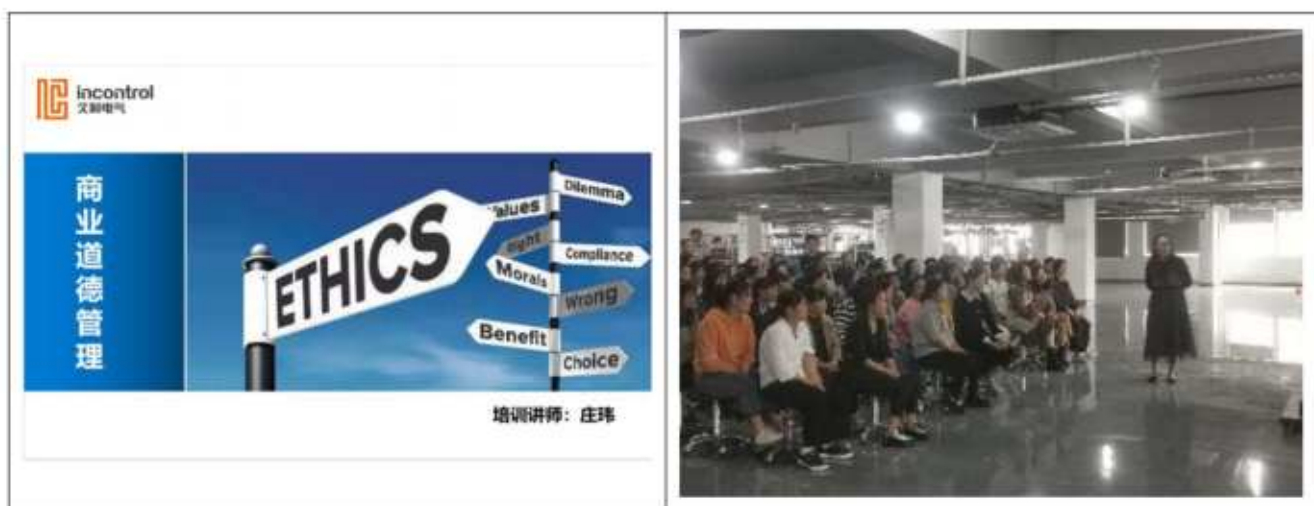 incontrol
艾刻电气
商业道德管理
ETHICS
Values
Right
Morals
Benefit
Dilemma
Compliance
Wrong
Choice
培训讲师：庄玮